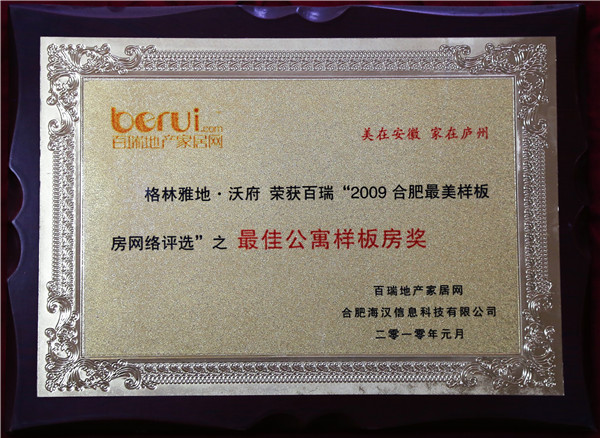 berui.com
百瑞地产家居网
美在安徽 家在庐州
格林雅地·沃府 荣获百瑞“2009合肥最美样板
房网络评选”之 最佳公寓样板房奖
百瑞地产家居网
合肥海汉信息科技有限公司
二零一零年元月